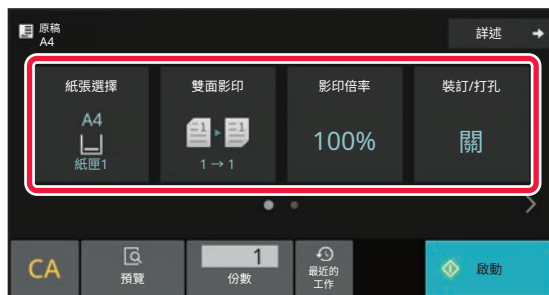 原稿
A4
詳述
紙張選擇
雙面影印
影印倍率
裝訂/打孔
A4
紙匣1
1
1
1→1
100%
關
CA
預覽
1
份數
最近的
工作
啟動